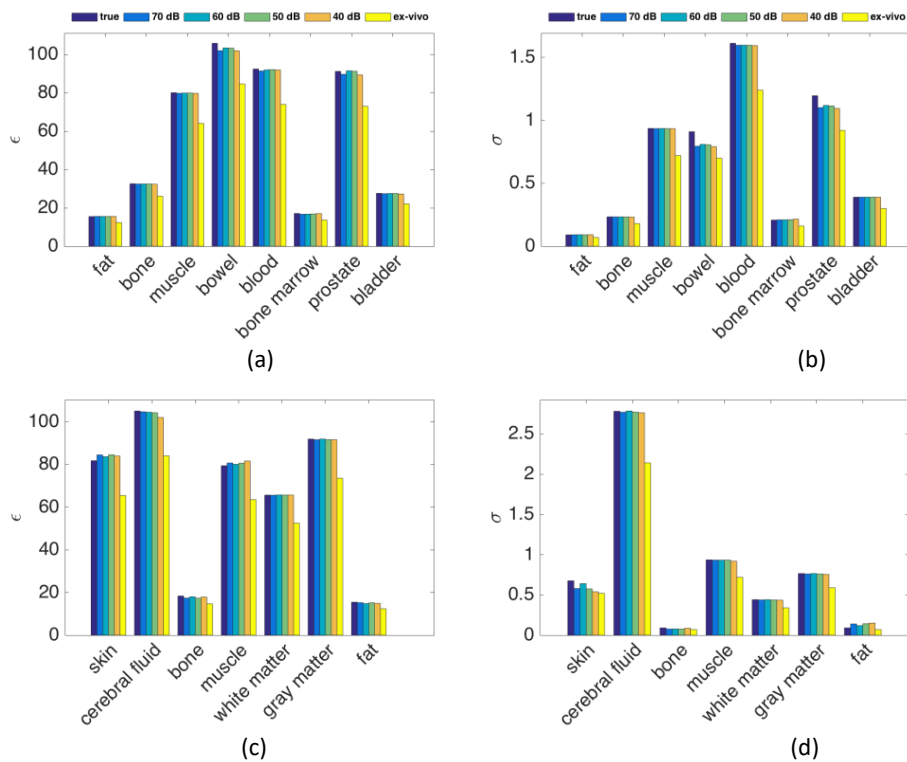 true 70 dB 60 dB 50 dB 40 dB ex-vivo
ϵ
100
80
60
40
20
0
fat bone muscle bowel blood bone marrow prostate bladder
(a)
true 70 dB 60 dB 50 dB 40 dB ex-vivo
σ
1.5
1
0.5
0
fat bone muscle bowel blood bone marrow prostate bladder
(b)
ϵ
100
80
60
40
20
0
skin cerebral fluid bone muscle white matter gray matter fat
(c)
σ
2.5
2
1.5
1
0.5
0
skin cerebral fluid bone muscle white matter gray matter fat
(d)